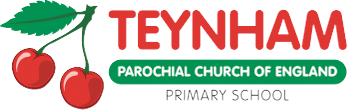 TEYNHAM
PAROCHIAL CHURCH OF ENGLAND
PRIMARY SCHOOL